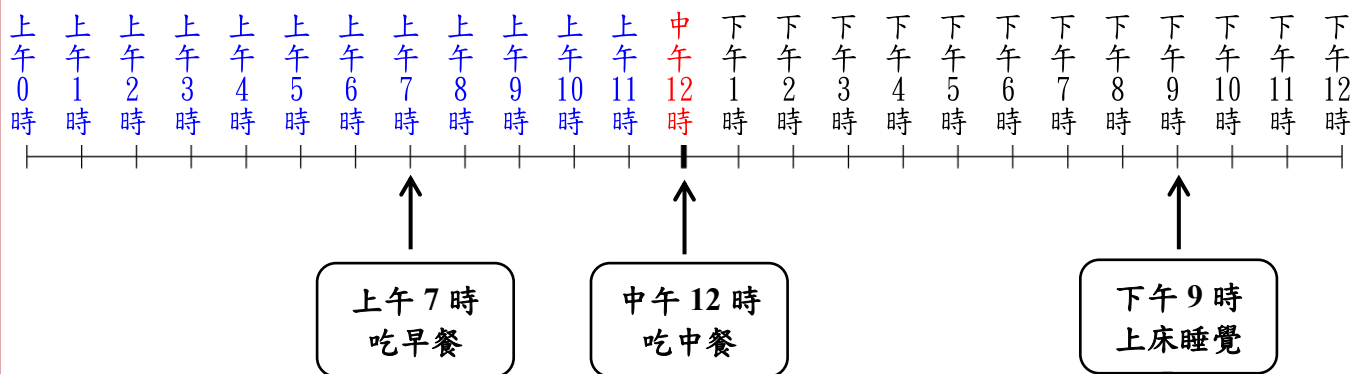 上午0時
上午1時
上午2時
上午3時
上午4時
上午5時
上午6時
上午7時
上午8時
上午9時
上午10時
上午11時
中午12時
下午1時
下午2時
下午3時
下午4時
下午5時
下午6時
下午7時
下午8時
下午9時
下午10時
下午11時
下午12時
上午 7 時
吃早餐
中午 12 時
吃中餐
下午 9 時
上床睡覺